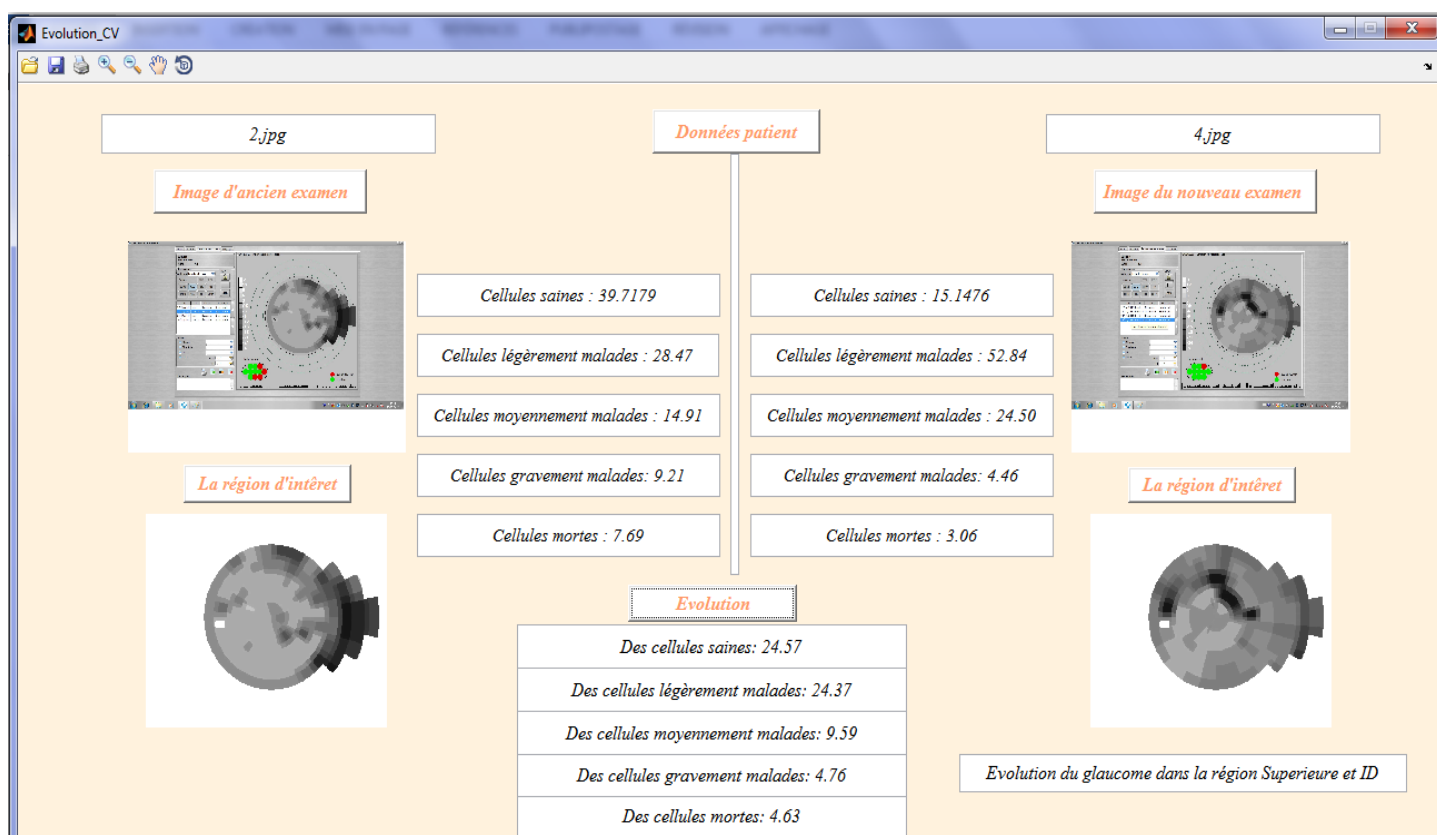 Evolution_CV
2.jpg
Données patient
4.jpg
Image d'ancien examen
Image du nouveau examen
Cellules saines : 39.7179
Cellules saines : 15.1476
Cellules légèrement malades : 28.47
Cellules légèrement malades : 52.84
Cellules moyennement malades : 14.91
Cellules moyennement malades : 24.50
Cellules gravement malades: 9.21
Cellules gravement malades: 4.46
La région d'intêret
La région d'intêret
Cellules mortes : 7.69
Cellules mortes : 3.06
Evolution
Des cellules saines: 24.57
Des cellules légèrement malades: 24.37
Des cellules moyennement malades: 9.59
Des cellules gravement malades: 4.76
Evolution du glaucome dans la région Superieure et ID
Des cellules mortes: 4.63